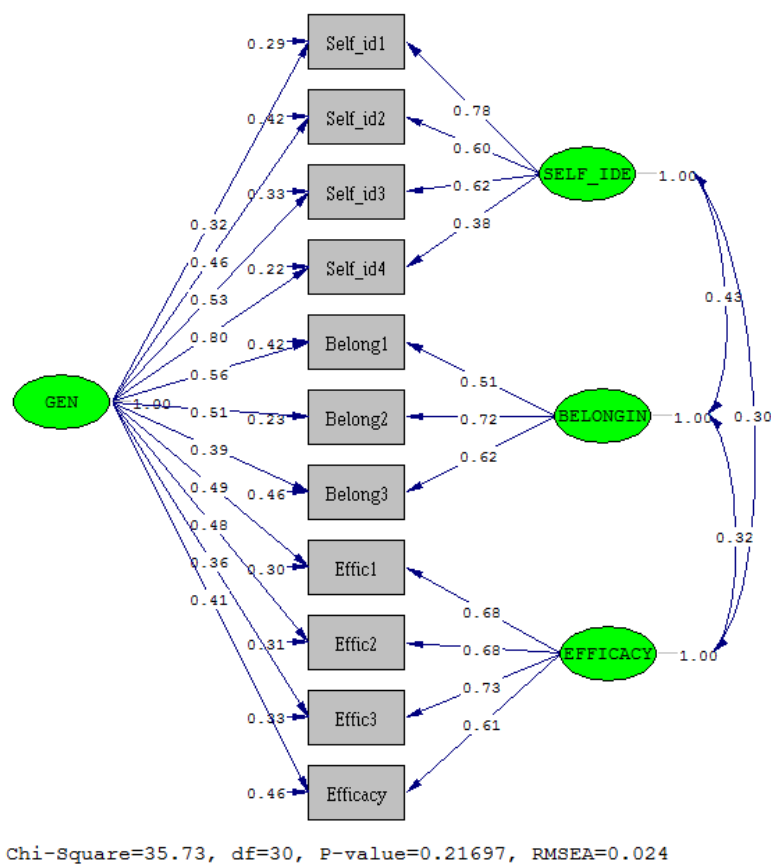 0.29 Self_id1
0.78
0.42 Self_id2
0.60
SELF_IDE 1.00
0.33 Self_id3
0.62
0.32
0.38
0.46
0.22 Self_id4
0.53
0.43
0.80
0.42 Belong1
0.56
0.51
GEN 1.00
0.51
0.23 Belong2
0.72
BELONGIN 1.00
0.30
0.39
0.62
0.49
0.46 Belong3
0.48
0.32
0.36
0.30 Effic1
0.41
0.68
0.31 Effic2
0.68
EFFICACY 1.00
0.73
0.33 Effic3
0.61
0.46 Efficacy
Chi-Square=35.73, df=30, P-value=0.21697, RMSEA=0.024